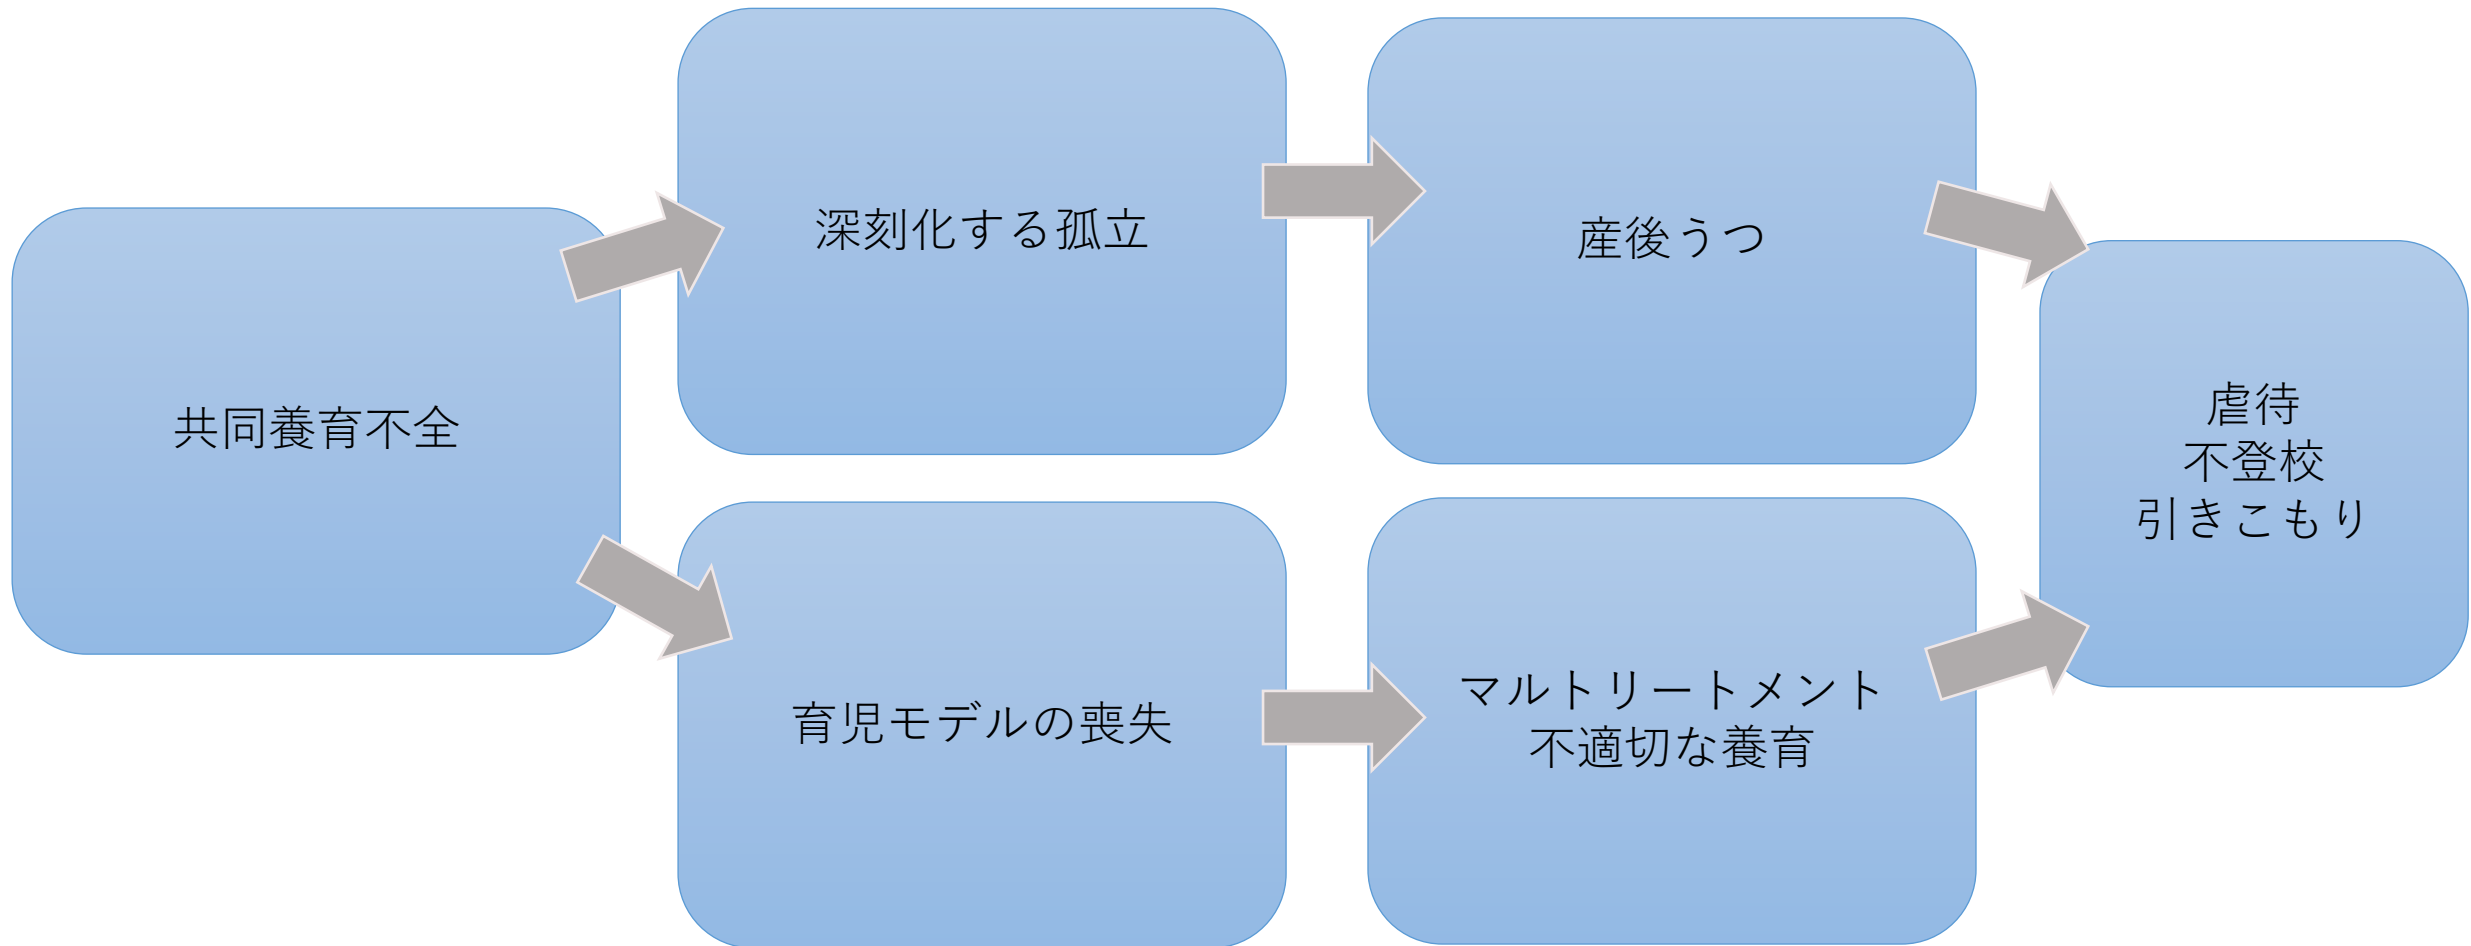 共同養育不全
深刻化する孤立
産後うつ
育児モデルの喪失
マルトリートメント
不適切な養育
虐待
不登校
引きこもり